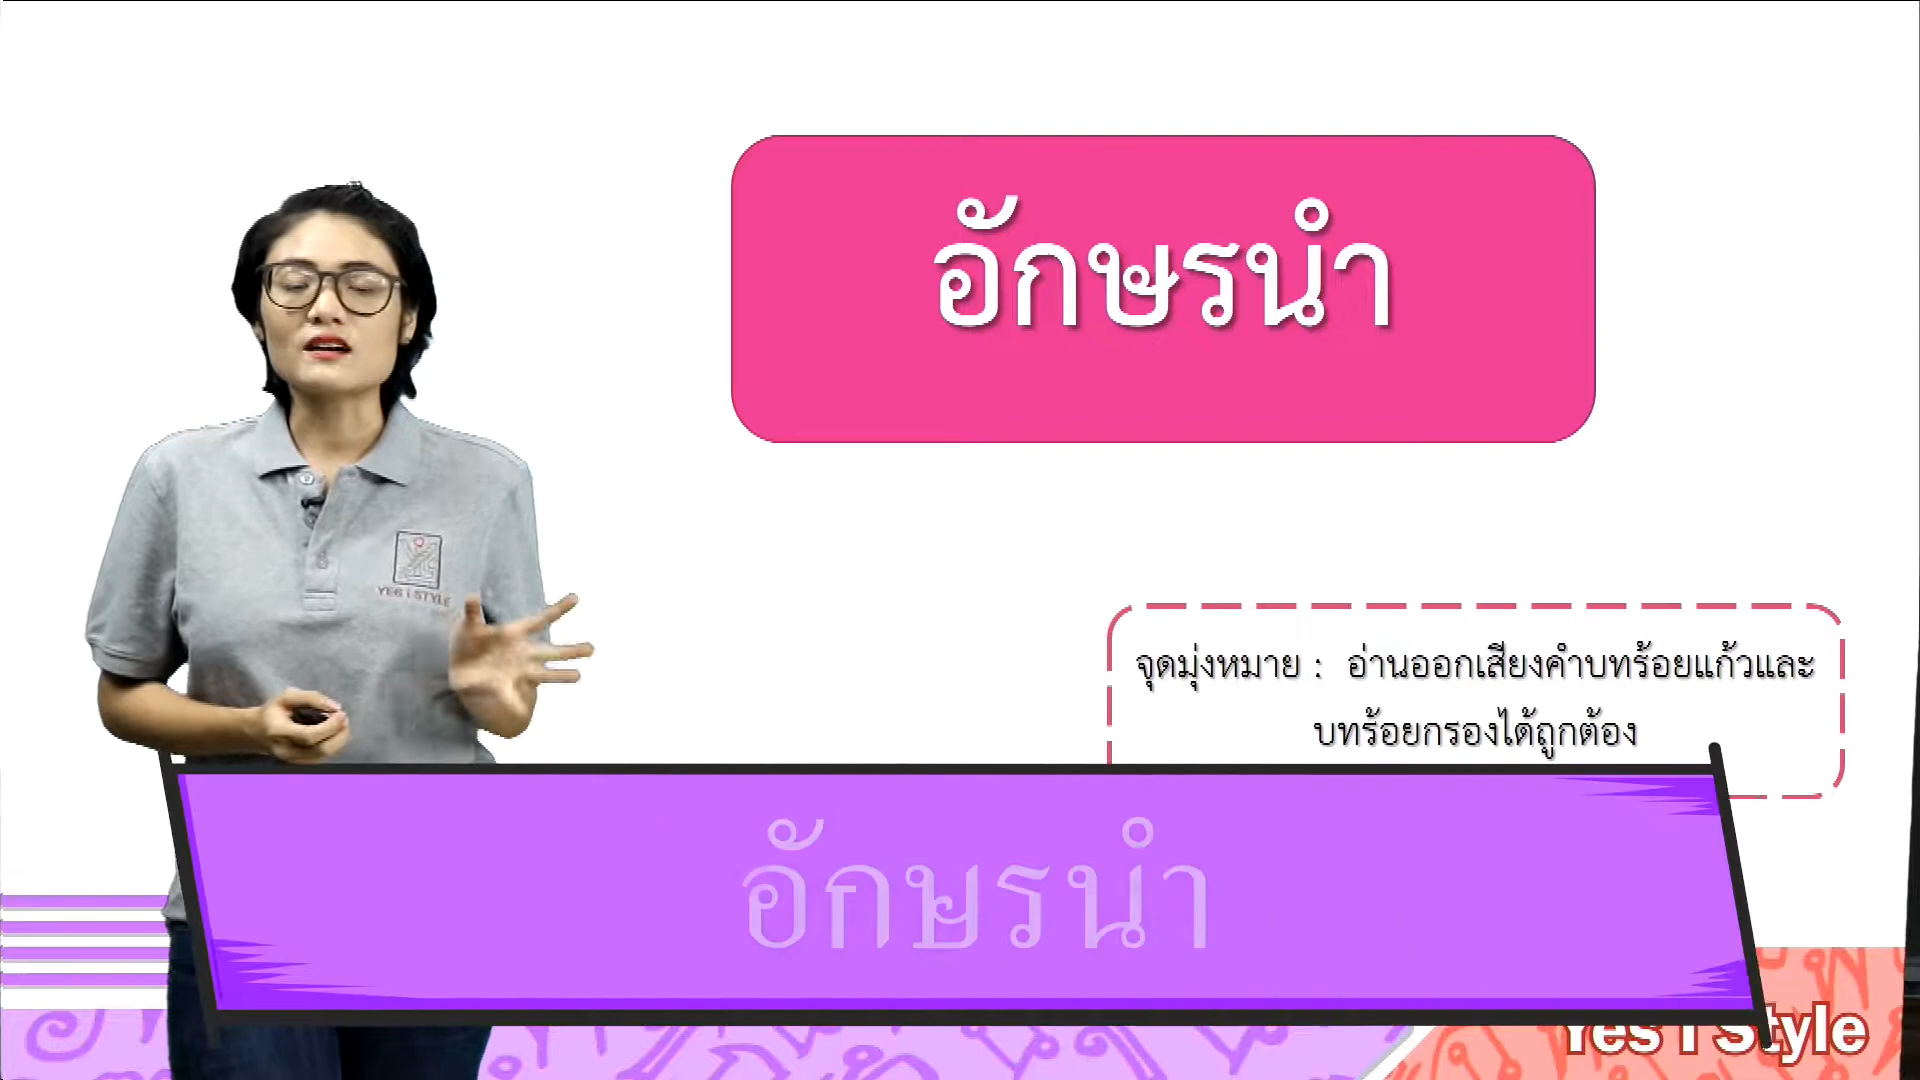 อักษรนำ
YES I STYLE
จุดมุ่งหมาย : อ่านออกเสียงคำบทร้อยแก้วและ
บทร้อยกรองได้ถูกต้อง
อักษรนำ
Yes I Style